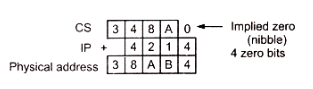 CS 3 4 8 A 0 Implied zero
(nibble)
IP + 4 2 1 4 4 zero bits
Physical address 3 8 A B 4